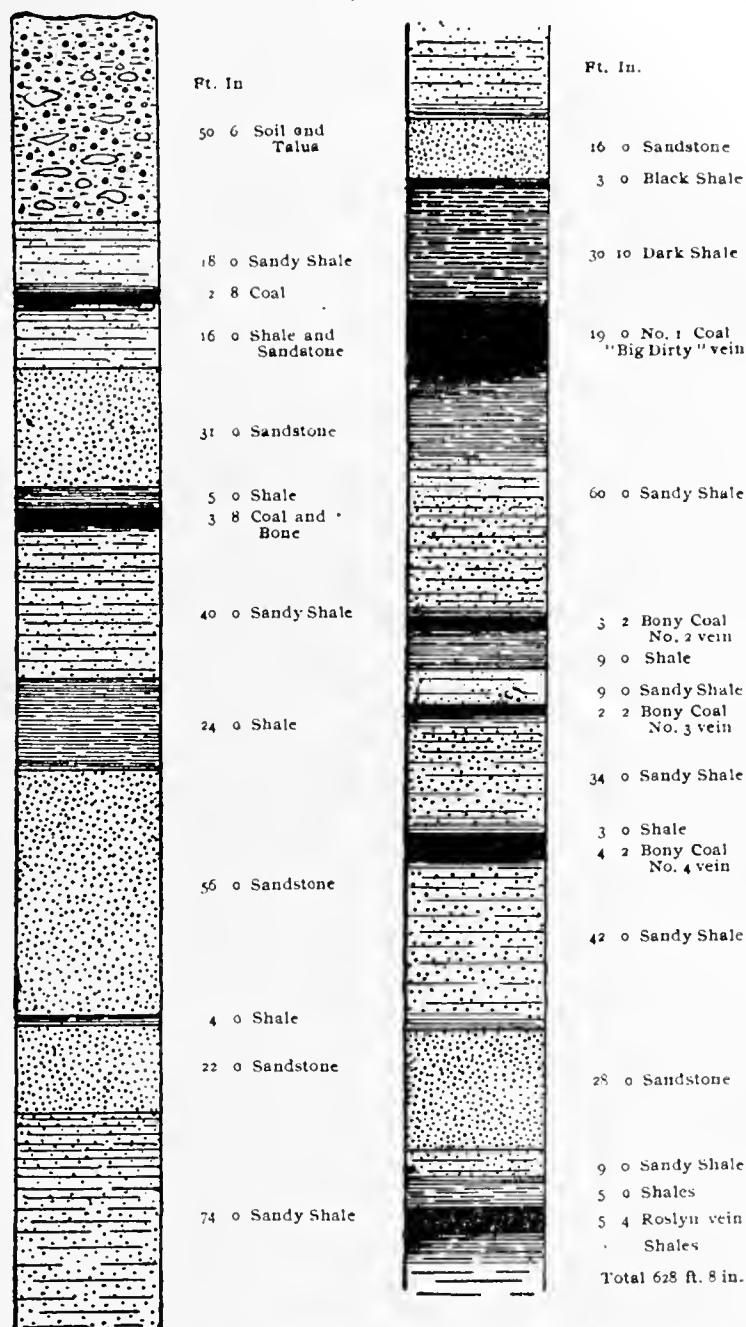 Ft. In
50 6 Soil and
Talua
18 0 Sandy Shale
2 8 Coal
16 0 Shale and
Sandstone
31 0 Sandstone
5 0 Shale
3 8 Coal and
Bone
40 0 Sandy Shale
24 0 Shale
56 0 Sandstone
4 0 Shale
22 0 Sandstone
74 0 Sandy Shale
Ft. In.
16 0 Sandstone
3 0 Black Shale
30 10 Dark Shale
19 0 No. 1 Coal
"Big Dirty" vein
60 0 Sandy Shale
3 2 Bony Coal
No. 2 vein
9 0 Shale
9 0 Sandy Shale
2 2 Bony Coal
No. 3 vein
34 0 Sandy Shale
3 0 Shale
4 2 Bony Coal
No. 4 vein
42 0 Sandy Shale
28 0 Sandstone
9 0 Sandy Shale
5 0 Shales
5 4 Roslyn vein
Shales
Total 628 ft. 8 in.